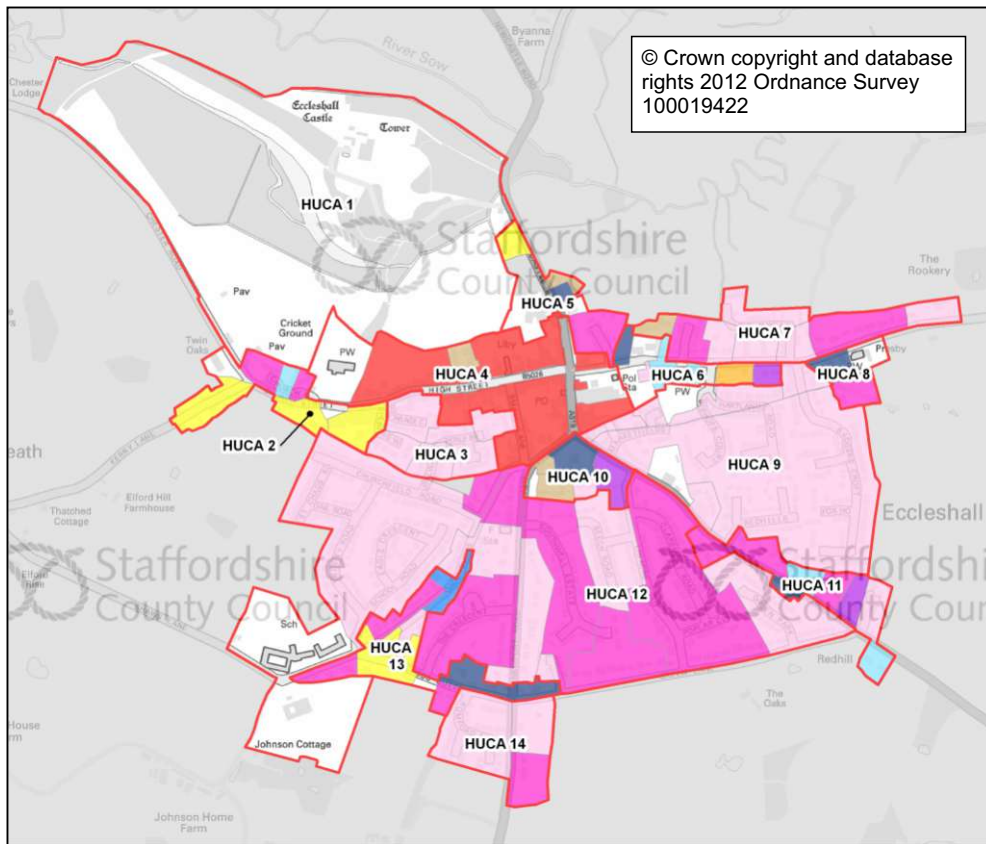 © Crown copyright and database
rights 2012 Ordnance Survey
100019422
Byanna
Farm
River Sow
Chester
Lodge
Eccleshall
Castle
Tower
HUCA 1
Staffordshire
County Council
The
Rookery
HUCA 5
HUCA 7
Pav
Cricket
Ground
Pav
Twin
Oaks
PW
Liby
HUCA 4
HIGH STREET
B5026
Pol
Sta
HUCA 6
PW
Presby
HUCA 8
PO
HUCA 2
HUCA 3
HUCA 9
HUCA 10
eath
Elford Hill
Farmhouse
Thatched
Cottage
Eccleshall
Staffordshire
County Council
Staffordshire
County Coun
HUCA 12
HUCA 11
Sch
HUCA
13
Redhill
The
Oaks
House
rm
Johnson Cottage
HUCA 14
Johnson Home
Farm